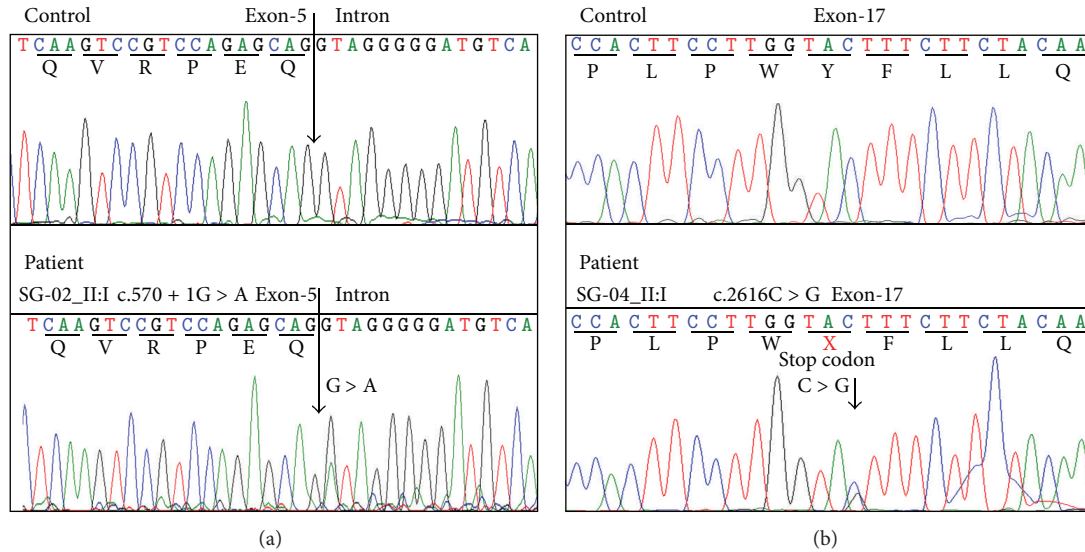 Control Exon-5 Intron
TCAAGTCCGTCCAGAGCAGGTAGGGGGATGTCA
Q V R P E Q
Patient
SG-02_II:I c.570 + 1G > A Exon-5 Intron
TCAAGTCCGTCCAGAGCAGGTAGGGGGATGTCA
Q V R P E Q
G > A
(a)
Control Exon-17
CCACTTCCTTGGTACTTTCTTCTACAA
P L P W Y F L L Q
Patient
SG-04_II:I c.2616C > G Exon-17
CCACTTCCTTGGTACTTTCTTCTACAA
P L P W X F L L Q
Stop codon
C > G
(b)